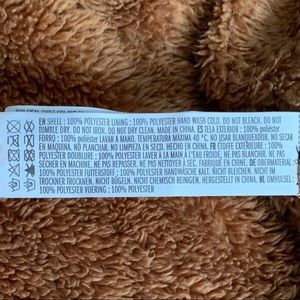 EN SHELL : 100% POLYESTER LINING : 100% POLYESTER HAND WASH COLD. DO NOT BLEACH. DO NOT
TUMBLE DRY. DO NOT IRON. DO NOT DRY CLEAN. MADE IN CHINA. ES TELA EXTERIOR : 100% poliéster
FORRO : 100% poliéster LAVAR A MANO. TEMPERATURA MAXIMA 40 °C. NO USAR BLANQUEADOR. NO SECAR
EN MAQUINA. NO PLANCHAR. NO LIMPIEZA EN SECO. HECHO EN CHINA. FR ÉTOFFE EXTÉRIEURE : 100%
POLYESTER DOUBLURE : 100% POLYESTER LAVER À LA MAIN À L'EAU FROIDE. NE PAS BLANCHIR. NE PAS
SÉCHER EN MACHINE. NE PAS REPASSER. NE PAS NETTOYER À SEC. FABRIQUÉ EN CHINE. DE
100% POLYESTER FUTTERSTOFF : 100% POLYESTER HANDWÄSCHE KALT. NICHT BLEICHEN. NICHT IM
TROCKNER TROCKNEN. NICHT BÜGELN. NICHT CHEMISCH REINIGEN. HERGESTELLT IN CHINA. NL OMHULSEL :
100% POLYESTER VOERING : 100% POLYESTER